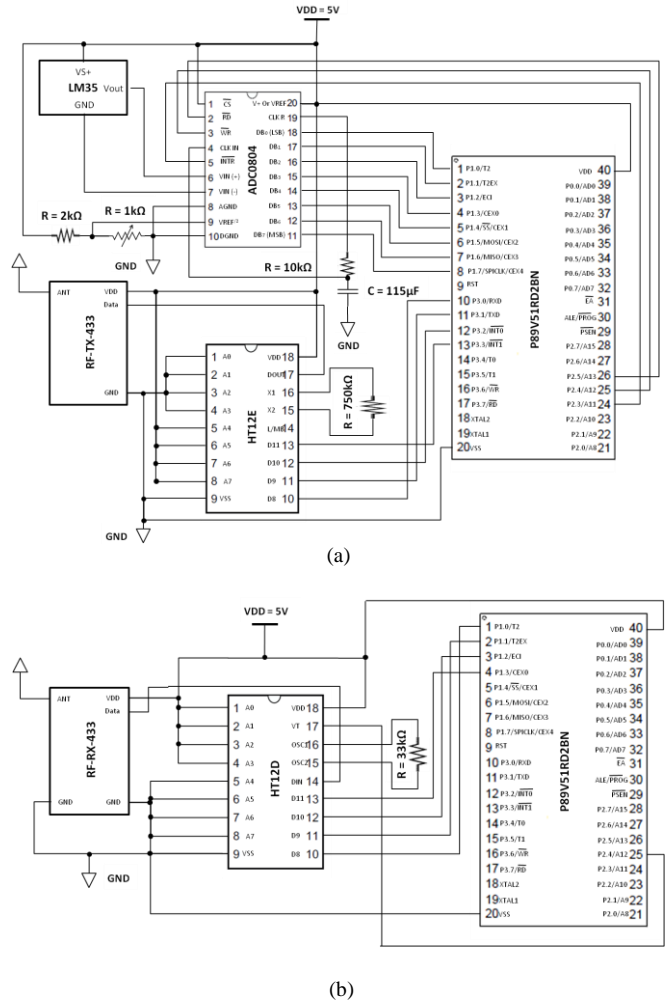 VDD = 5V
VS+
LM35 Vout
GND
1 CS V+ Or VREF 20
2 RD CLK R 19
3 WR DB0 (LSB) 18
4 CLK IN DB1 17
5 INTR DB2 16
6 VIN (+) DB3 15
7 VIN (-) DB4 14
8 AGND DB5 13
9 VREF/2 DB6 12
10 DGND DB7 (MSB) 11
ADC0804
R = 2kΩ
R = 1kΩ
GND
R = 10kΩ
C = 115µF
GND
1 P1.0/T2 VDD 40
2 P1.1/T2EX P0.0/AD0 39
3 P1.2/ECI P0.1/AD1 38
4 P1.3/CEX0 P0.2/AD2 37
5 P1.4/SS/CEX1 P0.3/AD3 36
6 P1.5/MOSI/CEX2 P0.4/AD4 35
7 P1.6/MISO/CEX3 P0.5/AD5 34
8 P1.7/SPICLK/CEX4 P0.6/AD6 33
9 RST P0.7/AD7 32
10 P3.0/RXD EA 31
11 P3.1/TXD ALE/PROG 30
12 P3.2/INT0 PSEN 29
13 P3.3/INT1 P2.7/A15 28
14 P3.4/T0 P2.6/A14 27
15 P3.5/T1 P2.5/A13 26
16 P3.6/WR P2.4/A12 25
17 P3.7/RD P2.3/A11 24
18 XTAL2 P2.2/A10 23
19 XTAL1 P2.1/A9 22
20 VSS P2.0/A8 21
P89V51RD2BN
ANT VDD
Data
GND
RF-TX-433
1 A0 VDD 18
2 A1 DOUT 17
3 A2 X1 16
4 A3 X2 15
5 A4 L/MB 14
6 A5 D11 13
7 A6 D10 12
8 A7 D9 11
9 VSS D8 10
HT12E
R = 750kΩ
GND
(a)
VDD = 5V
ANT VDD
Data
GND GND
RF-RX-433
1 A0 VDD 18
2 A1 VT 17
3 A2 OSC1 16
4 A3 OSC2 15
5 A4 DIN 14
6 A5 D11 13
7 A6 D10 12
8 A7 D9 11
9 VSS D8 10
HT12D
R = 33kΩ
GND
1 P1.0/T2 VDD 40
2 P1.1/T2EX P0.0/AD0 39
3 P1.2/ECI P0.1/AD1 38
4 P1.3/CEX0 P0.2/AD2 37
5 P1.4/SS/CEX1 P0.3/AD3 36
6 P1.5/MOSI/CEX2 P0.4/AD4 35
7 P1.6/MISO/CEX3 P0.5/AD5 34
8 P1.7/SPICLK/CEX4 P0.6/AD6 33
9 RST P0.7/AD7 32
10 P3.0/RXD EA 31
11 P3.1/TXD ALE/PROG 30
12 P3.2/INT0 PSEN 29
13 P3.3/INT1 P2.7/A15 28
14 P3.4/T0 P2.6/A14 27
15 P3.5/T1 P2.5/A13 26
16 P3.6/WR P2.4/A12 25
17 P3.7/RD P2.3/A11 24
18 XTAL2 P2.2/A10 23
19 XTAL1 P2.1/A9 22
20 VSS P2.0/A8 21
P89V51RD2BN
(b)